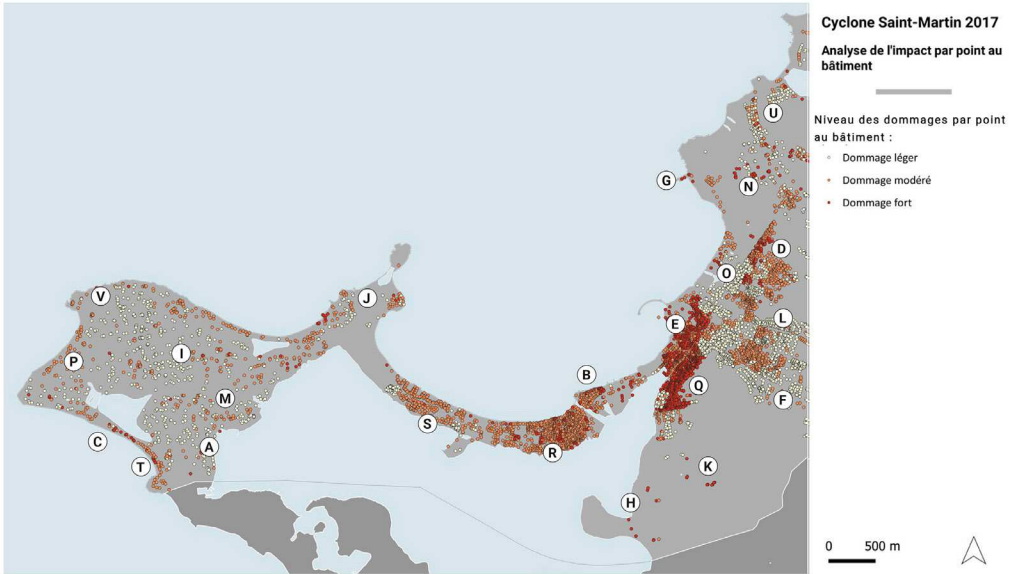 Cyclone Saint-Martin 2017
Analyse de l'impact par point au
bâtiment
Niveau des dommages par point
au bâtiment :
Dommage léger
Dommage modéré
Dommage fort
U
G
N
D
O
V
J
L
E
I
P
B
Q
M
F
S
C
A
R
T
K
H
0 500 m